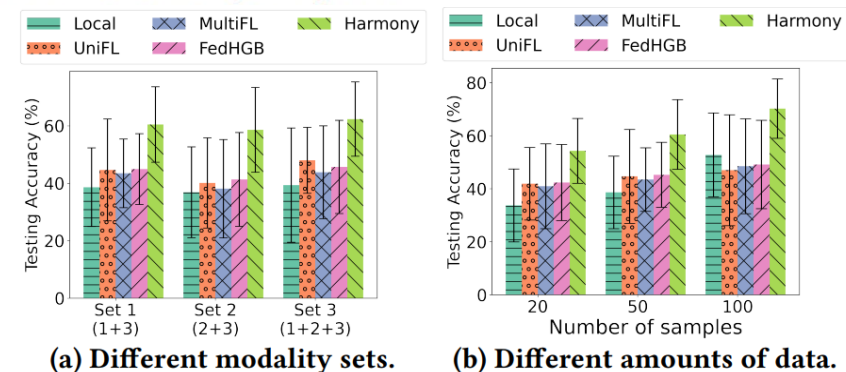 Local MultiFL Harmony
UniFL FedHGB
Testing Accuracy (%)
60
40
20
0
Set 1 Set 2 Set 3
(1+3) (2+3) (1+2+3)
(a) Different modality sets.
Local MultiFL Harmony
UniFL FedHGB
Testing Accuracy (%)
80
60
40
20
0
20 50 100
Number of samples
(b) Different amounts of data.